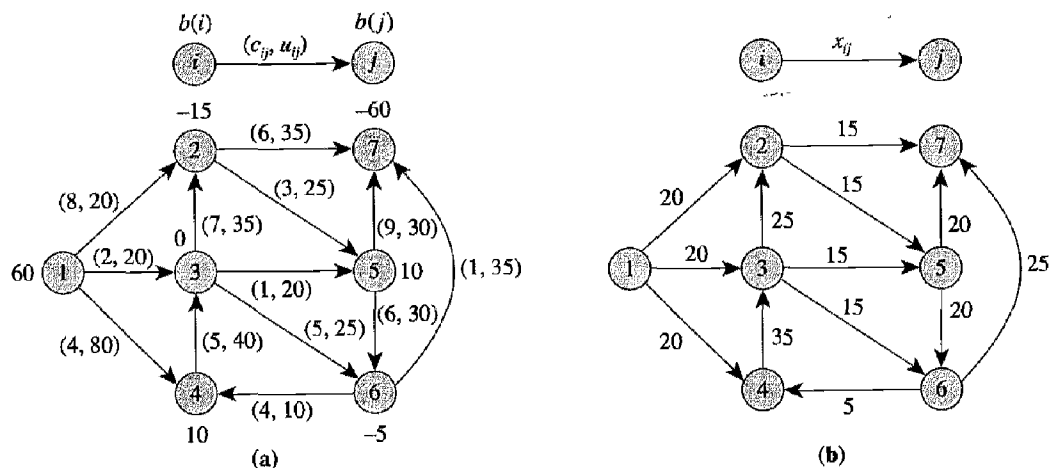 b(i) b(j)
(c_ij, u_ij)
i j
–15 –60
(6, 35)
2 7
(3, 25)
(8, 20)
(7, 35) (9, 30)
0
(2, 20)
60 1 3 5 10 (1, 35)
(1, 20)
(5, 25) (6, 30)
(4, 80) (5, 40)
4 6
(4, 10)
10 –5
(a)
x_ij
i j
15
2 7
15
20
25 20
20 15
1 3 5 25
15 20
20 35
4 6
5
(b)